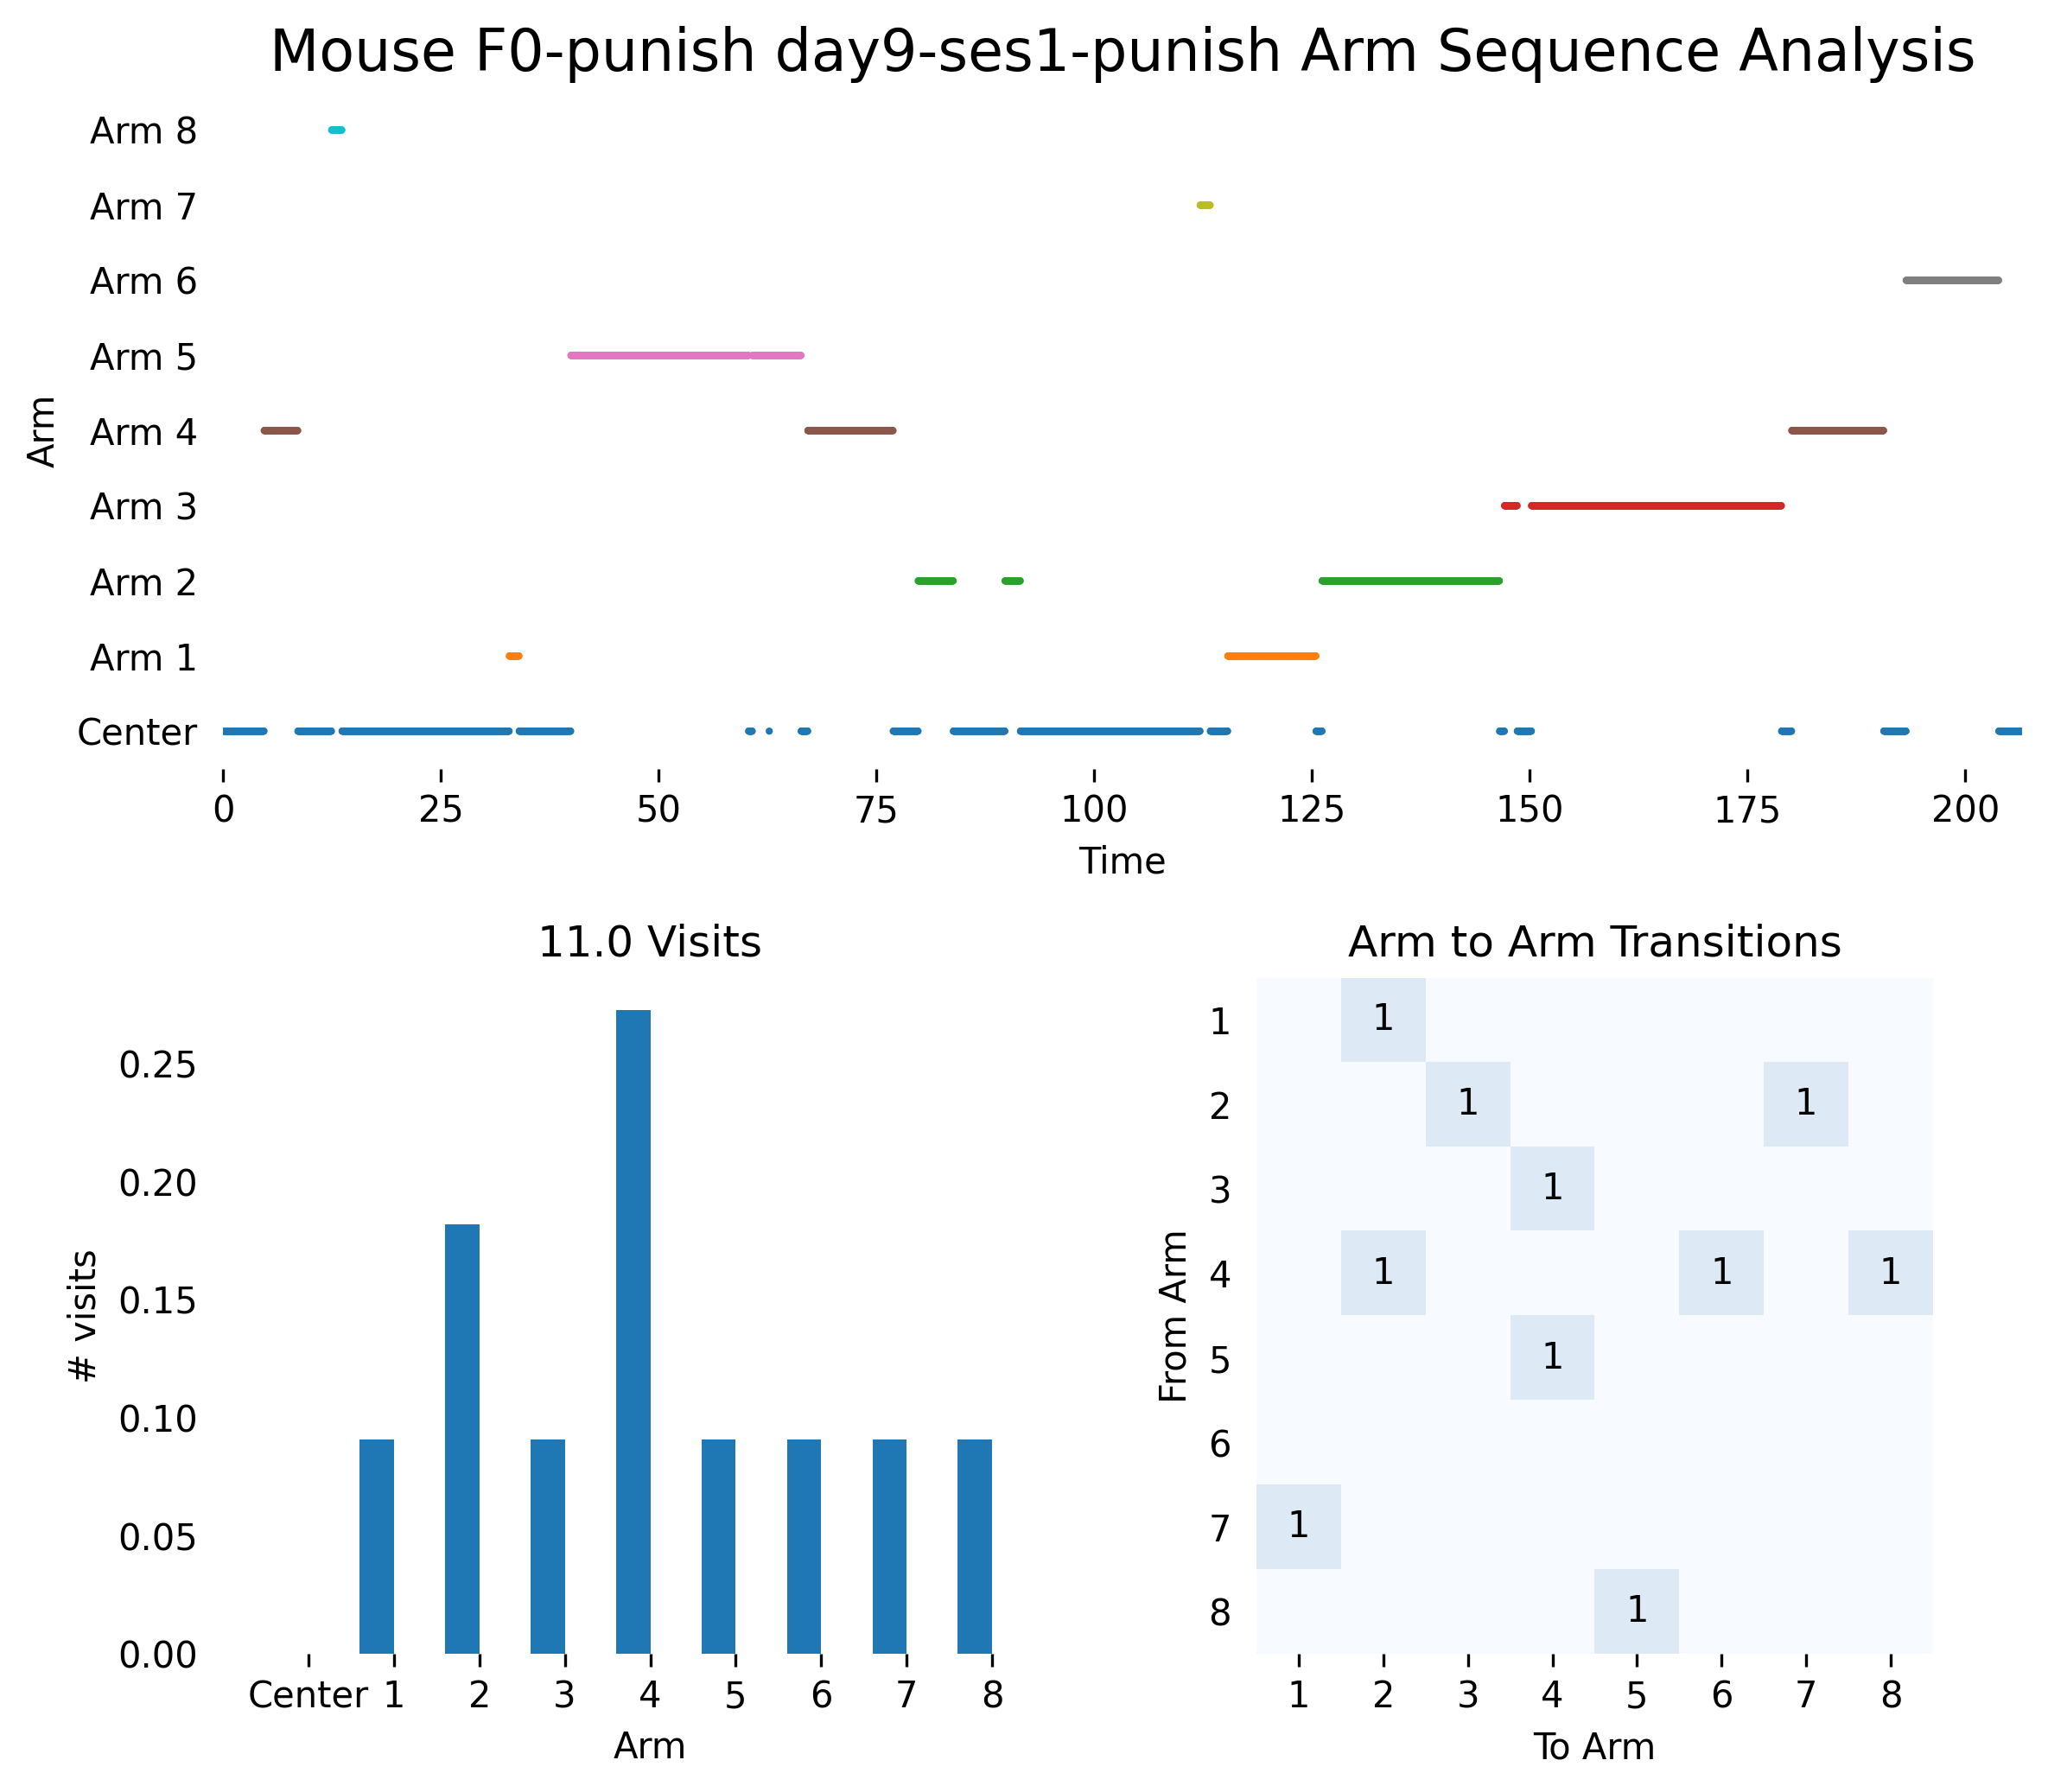 Mouse F0-punish day9-ses1-punish Arm Sequence Analysis
Arm 8
Arm 7
Arm 6
Arm 5
Arm 4
Arm 3
Arm 2
Arm 1
Center
Arm
0 25 50 75 100 125 150 175 200
Time
11.0 Visits
0.25
0.20
0.15
0.10
0.05
0.00
# visits
Center 1 2 3 4 5 6 7 8
Arm
Arm to Arm Transitions
1 1
2 1 1
3 1
4 1 1 1
5 1
6
7 1
8 1
From Arm
1 2 3 4 5 6 7 8
To Arm